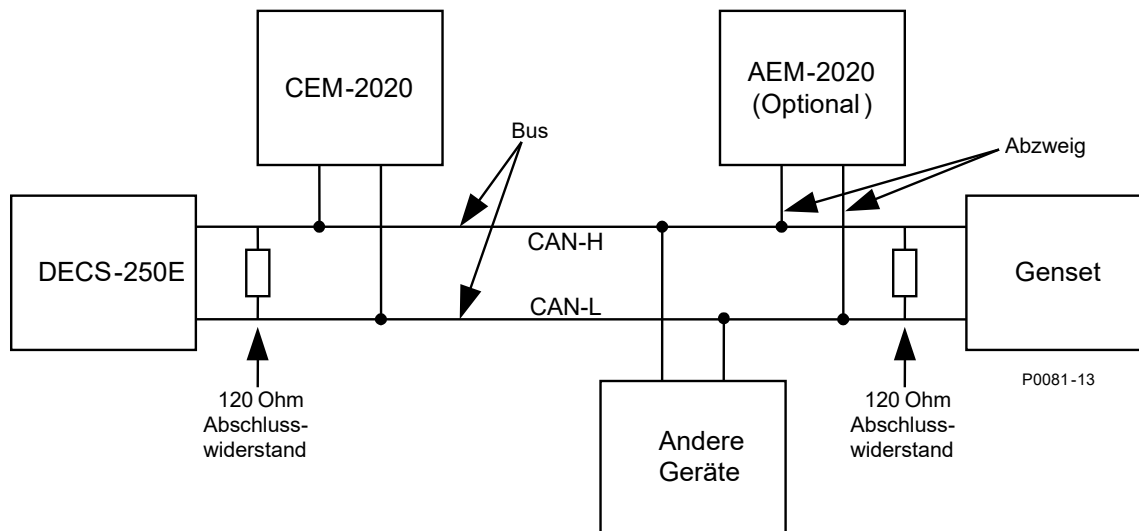 CEM-2020
AEM-2020
(Optional)
Bus
Abzweig
DECS-250E
CAN-H
CAN-L
Genset
P0081-13
120 Ohm
Abschluss-
widerstand
Andere
Geräte
120 Ohm
Abschluss-
widerstand